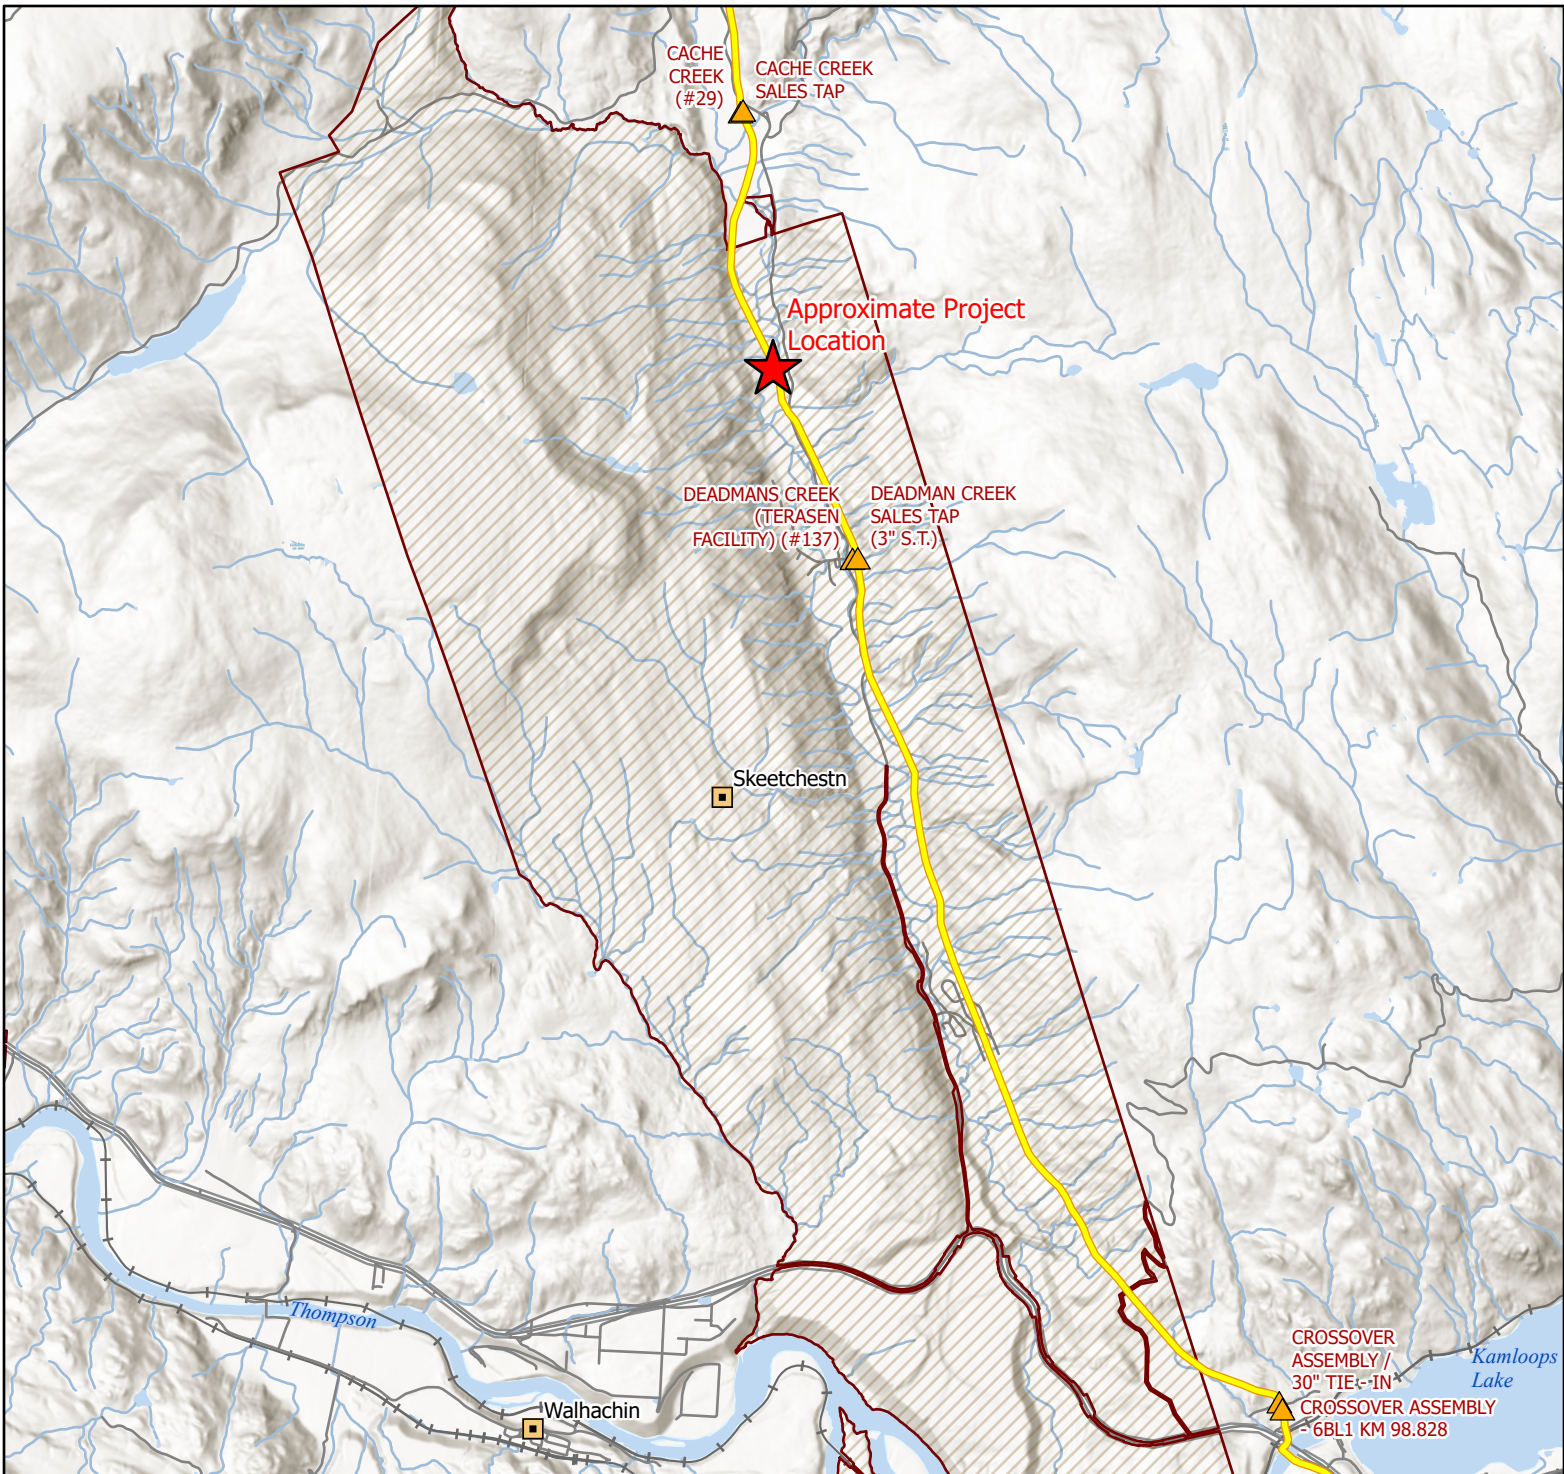 CACHE
CREEK
(#29)
CACHE CREEK
SALES TAP
Approximate Project
Location
DEADMANS CREEK
(TERASEN
FACILITY) (#137)
DEADMAN CREEK
SALES TAP
(3" S.T.)
Skeetchestn
Thompson
Walhachin
CROSSOVER
ASSEMBLY /
30" TIE - IN
Kamloops
Lake
CROSSOVER ASSEMBLY
- 6BL1 KM 98.828